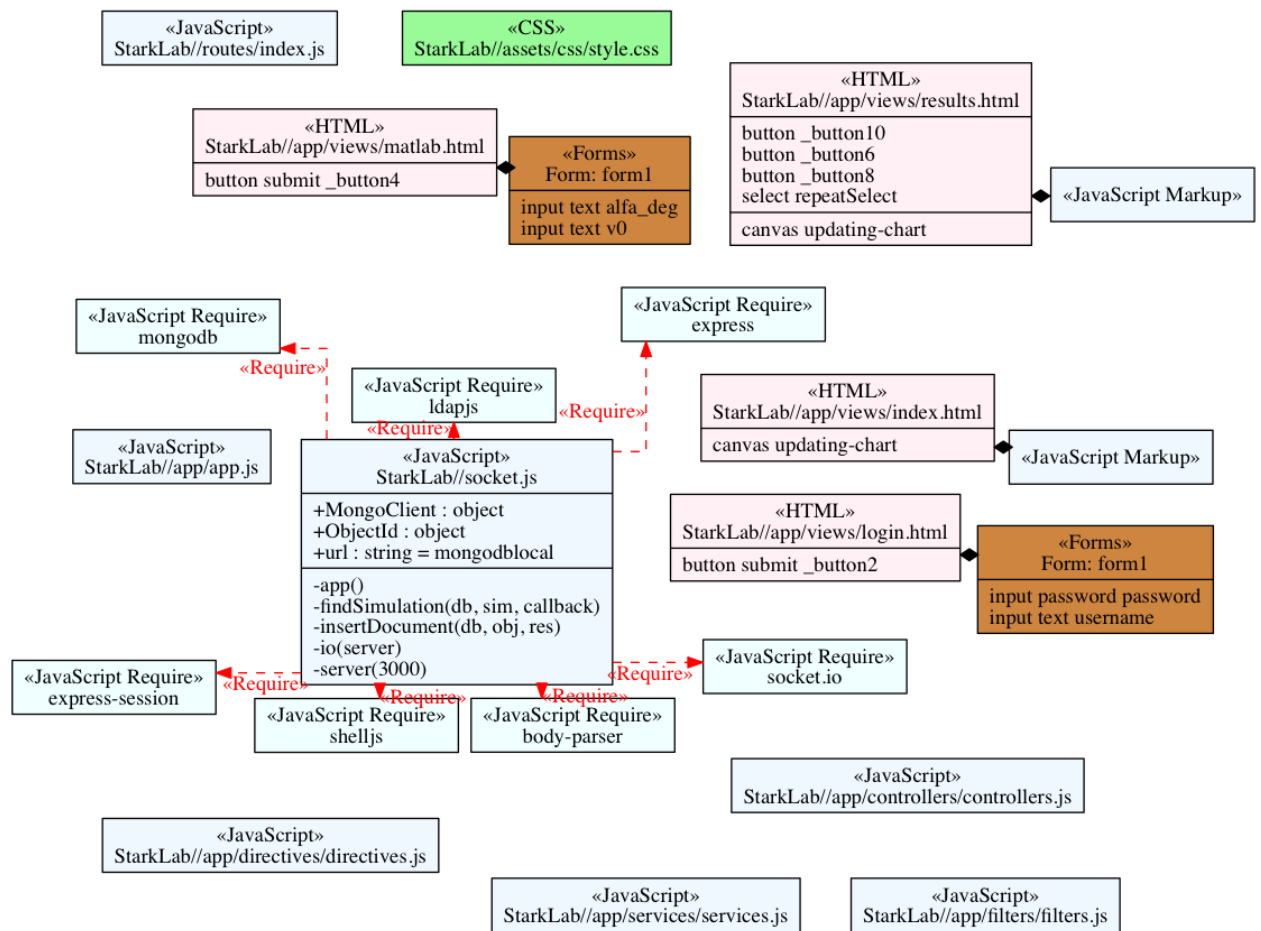 «JavaScript»
StarkLab//routes/index.js
«CSS»
StarkLab//assets/css/style.css
«HTML»
StarkLab//app/views/results.html
button _button10
button _button6
button _button8
select repeatSelect
canvas updating-chart
«JavaScript Markup»
«HTML»
StarkLab//app/views/matlab.html
button submit _button4
«Forms»
Form: form1
input text alfa_deg
input text v0
«JavaScript Require»
mongodb
«Require»
«JavaScript Require»
express
«Require»
«JavaScript Require»
ldapjs
«Require»
«HTML»
StarkLab//app/views/index.html
canvas updating-chart
«JavaScript Markup»
«JavaScript»
StarkLab//app/app.js
«JavaScript»
StarkLab//socket.js
+MongoClient : object
+ObjectId : object
+url : string = mongodblocal
-app()
-findSimulation(db, sim, callback)
-insertDocument(db, obj, res)
-io(server)
-server(3000)
«HTML»
StarkLab//app/views/login.html
button submit _button2
«Forms»
Form: form1
input password password
input text username
«JavaScript Require»
socket.io
«Require»
«JavaScript Require»
express-session
«Require»
«Require»
«JavaScript Require»
shelljs
«Require»
«JavaScript Require»
body-parser
«JavaScript»
StarkLab//app/controllers/controllers.js
«JavaScript»
StarkLab//app/directives/directives.js
«JavaScript»
StarkLab//app/services/services.js
«JavaScript»
StarkLab//app/filters/filters.js